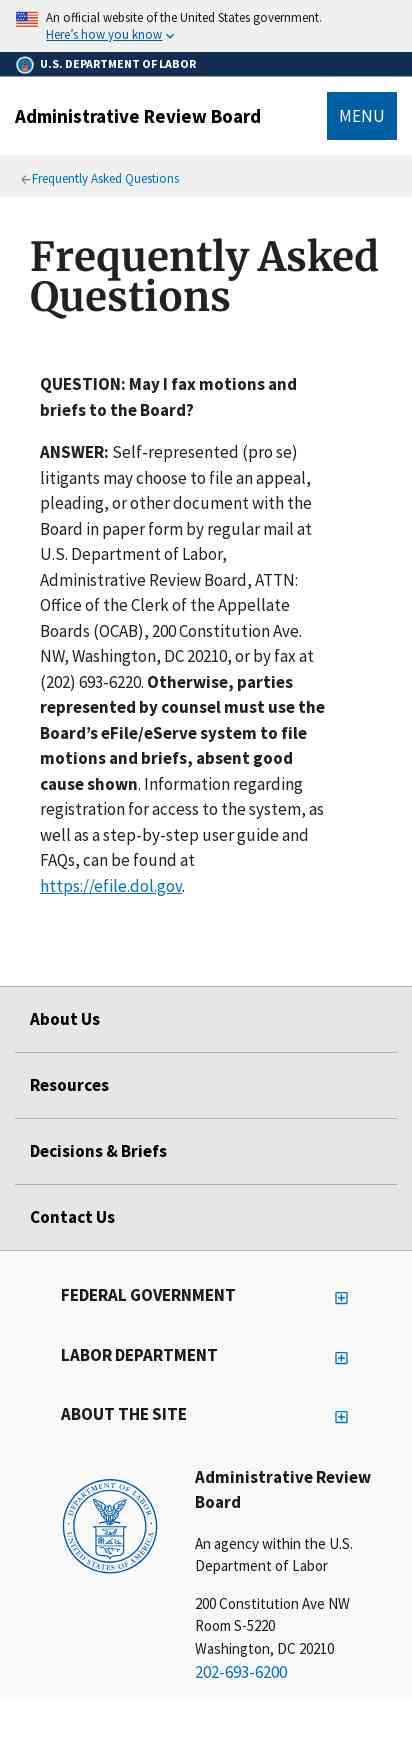 An official website of the United States government.
Here’s how you know
U.S. DEPARTMENT OF LABOR
Administrative Review Board
MENU
Frequently Asked Questions
Frequently Asked
Questions
QUESTION: May I fax motions and
briefs to the Board?
ANSWER: Self-represented (pro se)
litigants may choose to file an appeal,
pleading, or other document with the
Board in paper form by regular mail at
U.S. Department of Labor,
Administrative Review Board, ATTN:
Office of the Clerk of the Appellate
Boards (OCAB), 200 Constitution Ave.
NW, Washington, DC 20210, or by fax at
(202) 693-6220. Otherwise, parties
represented by counsel must use the
Board’s eFile/eServe system to file
motions and briefs, absent good
cause shown. Information regarding
registration for access to the system, as
well as a step-by-step user guide and
FAQs, can be found at
https://efile.dol.gov.
About Us
Resources
Decisions & Briefs
Contact Us
FEDERAL GOVERNMENT
LABOR DEPARTMENT
ABOUT THE SITE
DEPARTMENT OF LABOR
UNITED STATES OF AMERICA
Administrative Review
Board
An agency within the U.S.
Department of Labor
200 Constitution Ave NW
Room S-5220
Washington, DC 20210
202-693-6200